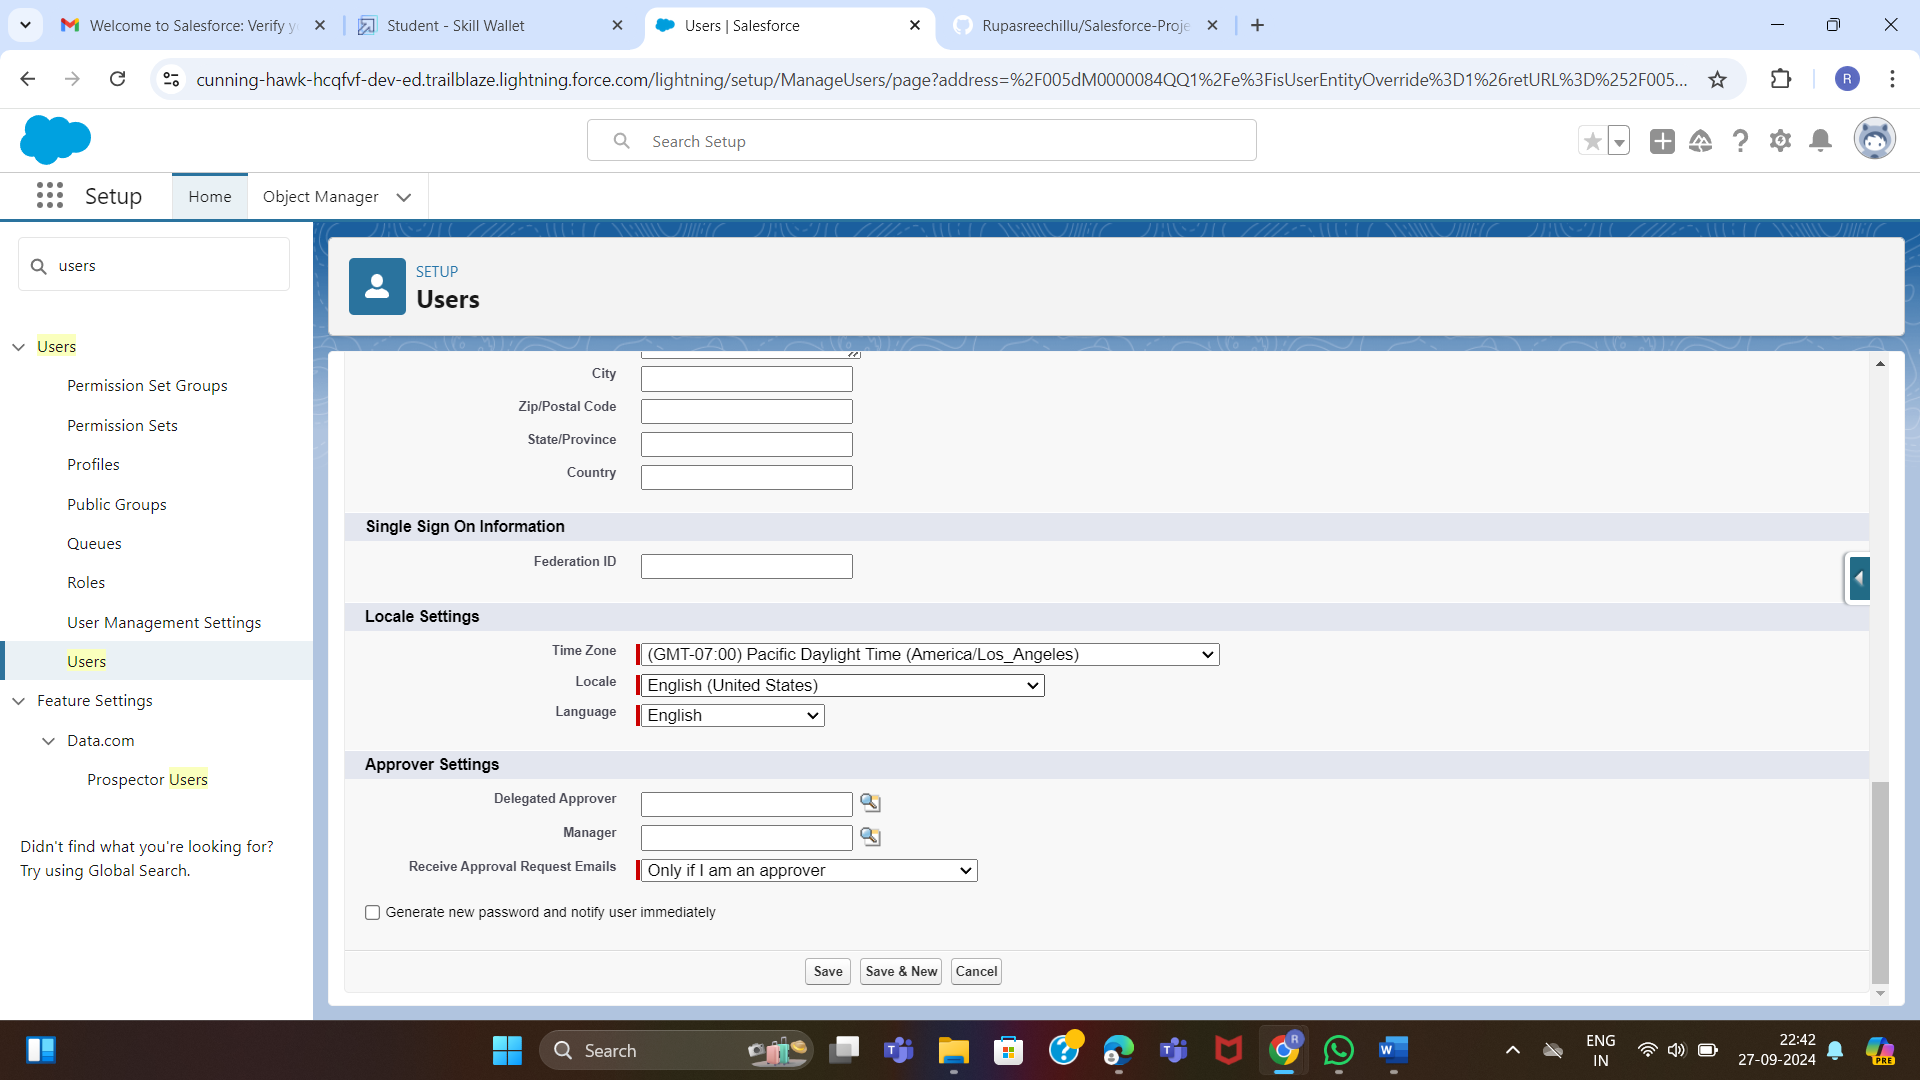 Welcome to Salesforce: Verify y
Student - Skill Wallet
Users | Salesforce
Rupasreechillu/Salesforce-Proje
cunning-hawk-hcqfvf-dev-ed.trailblaze.lightning.force.com/lightning/setup/ManageUsers/page?address=%2F005dM0000084QQ1%2Fe%3FisUserEntityOverride%3D1%26retURL%3D%252F005...
R
Search Setup
Setup
Home
Object Manager
users
SETUP
Users
Users
Permission Set Groups
Permission Sets
Profiles
Public Groups
Queues
Roles
User Management Settings
Users
Feature Settings
Data.com
Prospector Users
Didn't find what you're looking for?
Try using Global Search.
City
Zip/Postal Code
State/Province
Country
Single Sign On Information
Federation ID
Locale Settings
Time Zone (GMT-07:00) Pacific Daylight Time (America/Los_Angeles)
Locale English (United States)
Language English
Approver Settings
Delegated Approver
Manager
Receive Approval Request Emails Only if I am an approver
Generate new password and notify user immediately
Save Save & New Cancel
Search
R
ENG
IN
22:42
27-09-2024
PRE